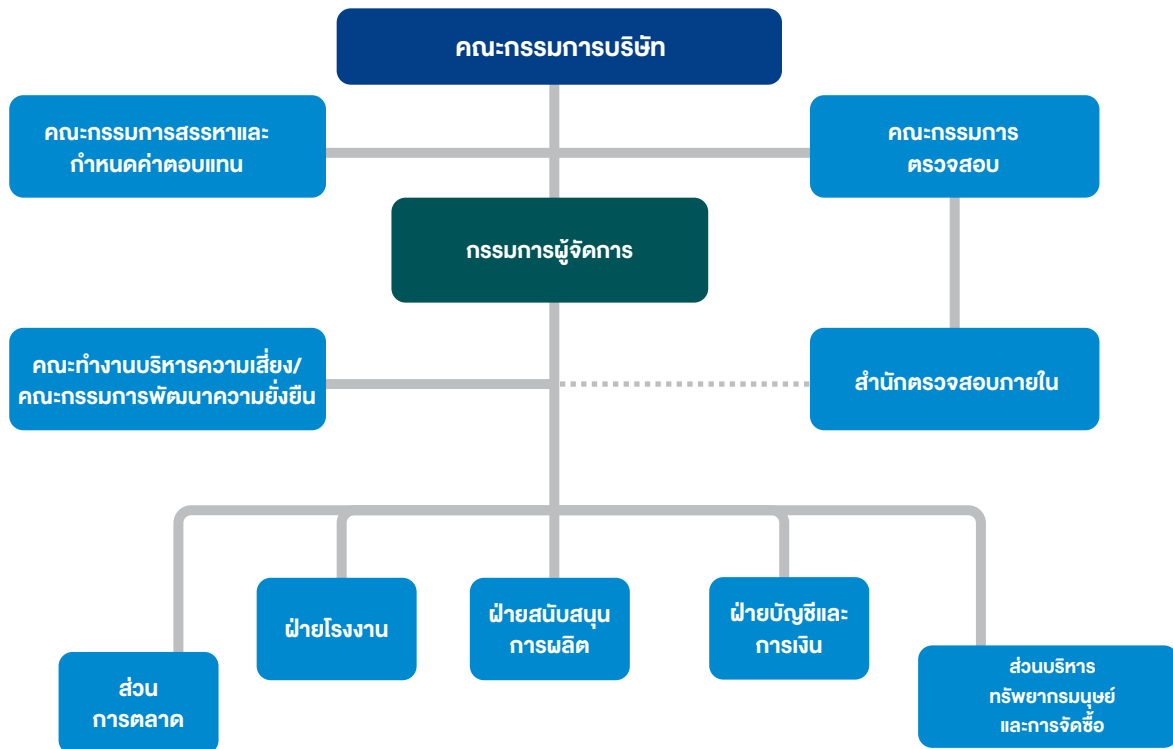 คณะกรรมการบริษัท
คณะกรรมการสรรหาและ
กำหนดค่าตอบแทน
คณะกรรมการ
ตรวจสอบ
กรรมการผู้จัดการ
คณะทำงานบริหารความเสี่ยง/
คณะกรรมการพัฒนาความยั่งยืน
สำนักตรวจสอบภายใน
ส่วน
การตลาด
ฝ่ายโรงงาน
ฝ่ายสนับสนุน
การผลิต
ฝ่ายบัญชีและ
การเงิน
ส่วนบริหาร
ทรัพยากรมนุษย์
และการจัดซื้อ